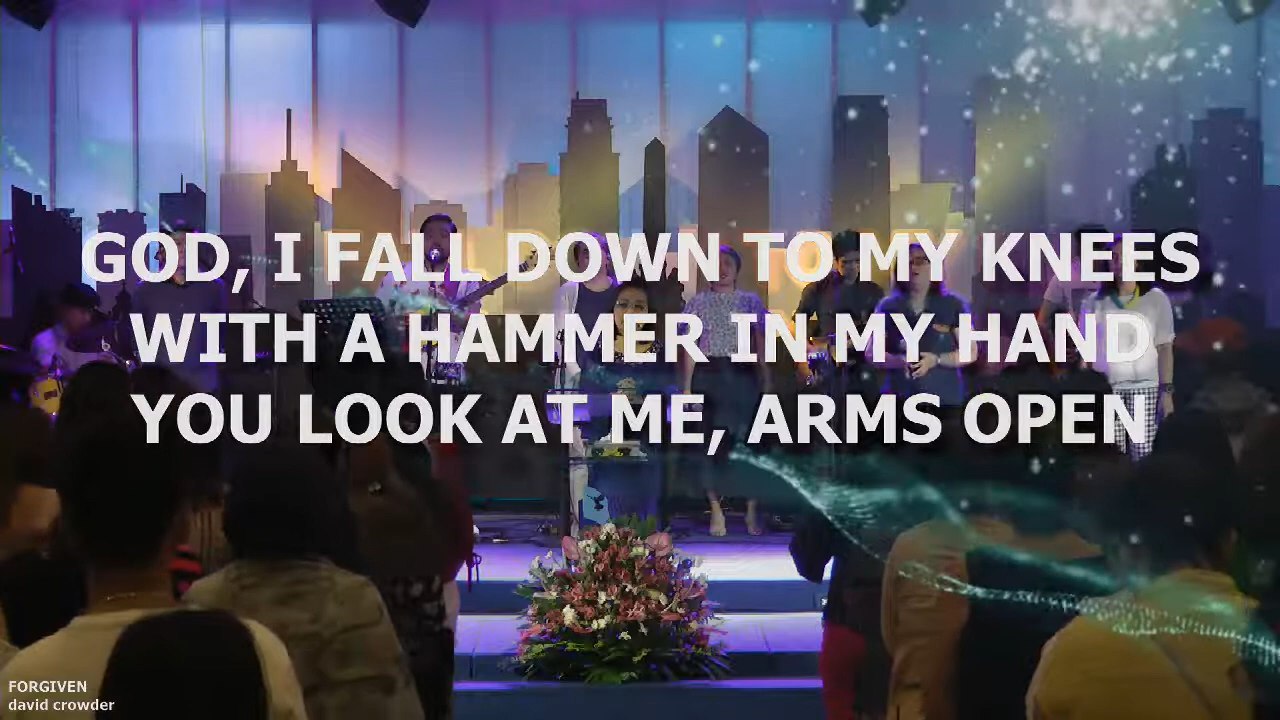 GOD, I FALL DOWN TO MY KNEES
WITH A HAMMER IN MY HAND
YOU LOOK AT ME, ARMS OPEN
FORGIVEN
david crowder